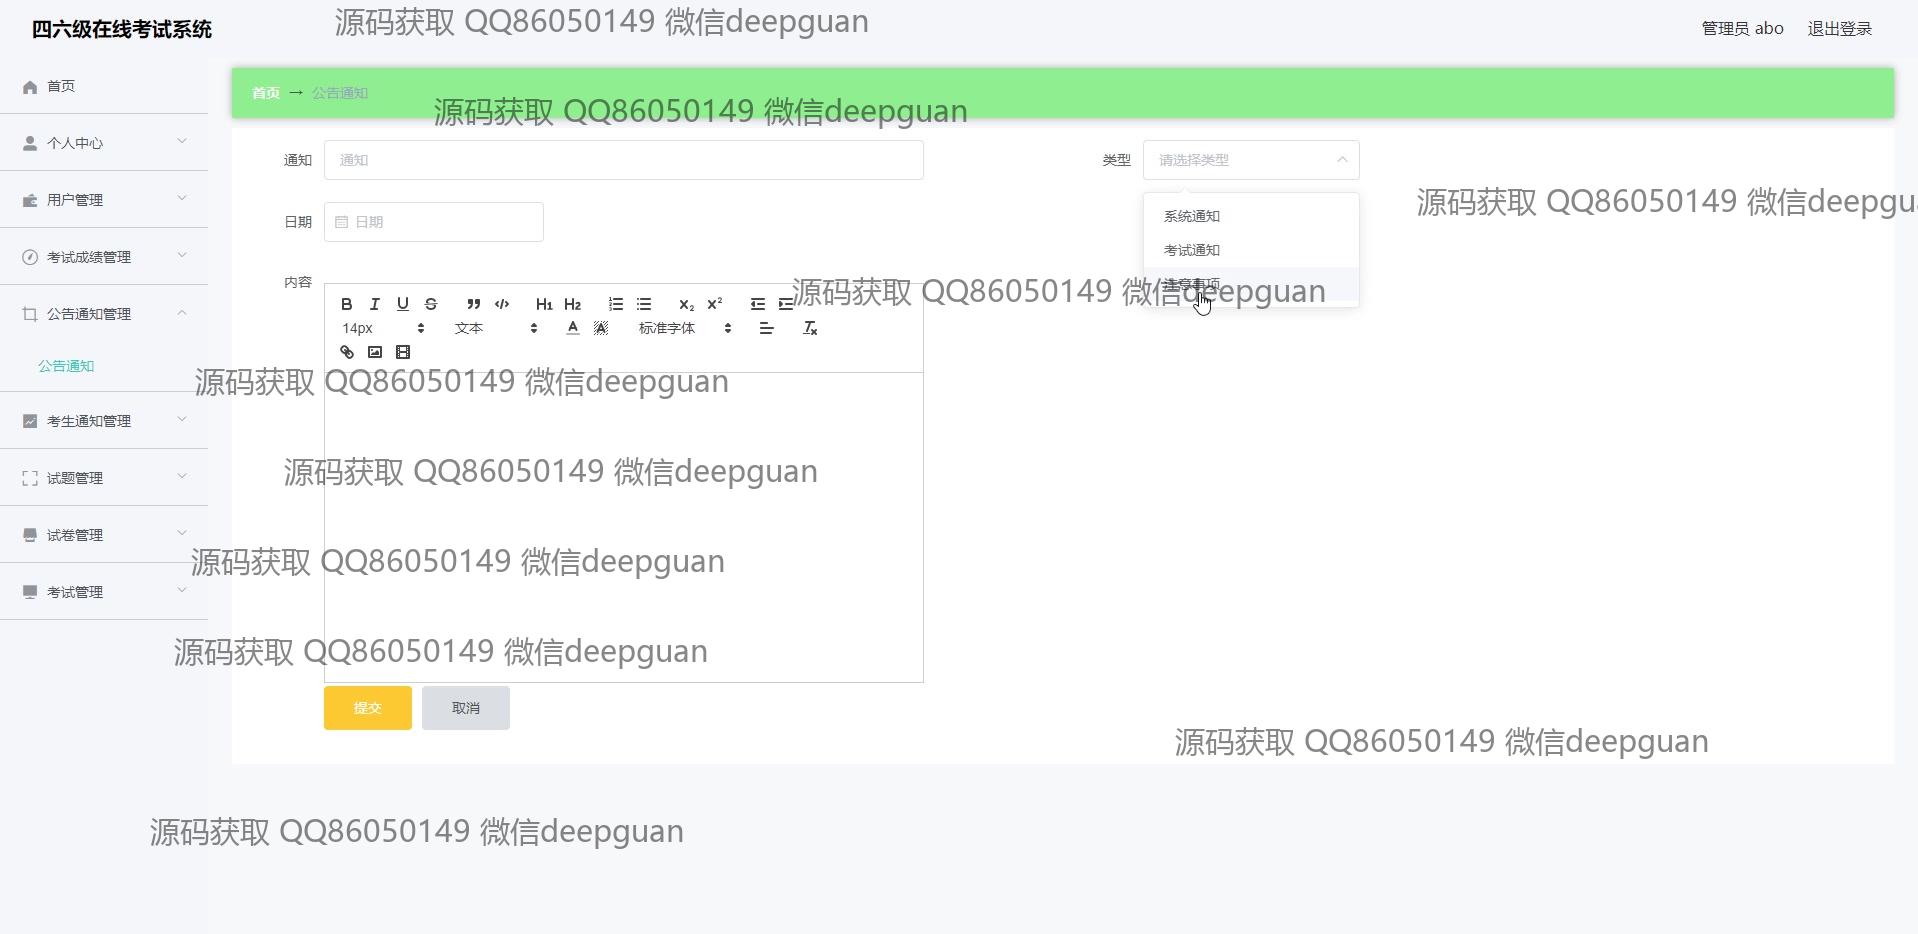 四六级在线考试系统
源码获取 QQ86050149 微信deepguan
管理员 abo
退出登录
首页
首页 → 公告通知
源码获取 QQ86050149 微信deepguan
个人中心
通知
通知
类型
请选择类型
用户管理
日期
日期
系统通知
源码获取 QQ86050149 微信deepgu
考试成绩管理
考试通知
内容
注意事项
源码获取 QQ86050149 微信deepguan
B I U S H1 H2 X2 X2
公告通知管理
14px
文本
A
A
标准字体
Tx
公告通知
源码获取 QQ86050149 微信deepguan
考生通知管理
试题管理
源码获取 QQ86050149 微信deepguan
试卷管理
源码获取 QQ86050149 微信deepguan
考试管理
源码获取 QQ86050149 微信deepguan
提交
取消
源码获取 QQ86050149 微信deepguan
源码获取 QQ86050149 微信deepguan